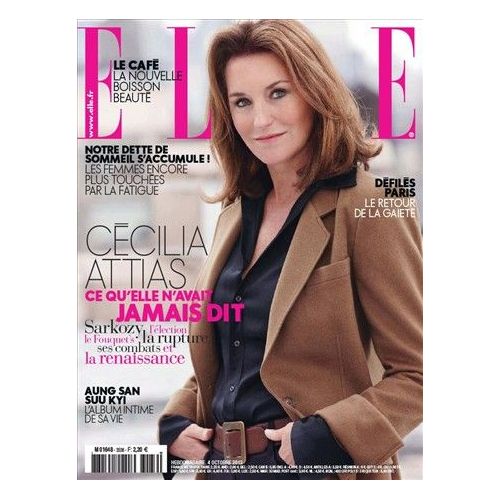 ELLE
www.elle.fr
LE CAFÉ
LA NOUVELLE
BOISSON
BEAUTÉ
NOTRE DETTE DE
SOMMEIL S'ACCUMULE !
LES FEMMES ENCORE
PLUS TOUCHÉES
PAR LA FATIGUE
DÉFILÉS
PARIS
LE RETOUR
DE LA GAIETÉ
CÉCILIA
ATTIAS
CE QU'ELLE N'AVAIT
JAMAIS DIT
Sarkozy, l'élection
le Fouquet's, la rupture
ses combats et
la renaissance
AUNG SAN
SUU KYI
L'ALBUM INTIME
DE SA VIE
2,20 €
HEBDOMADAIRE 4 OCTOBRE